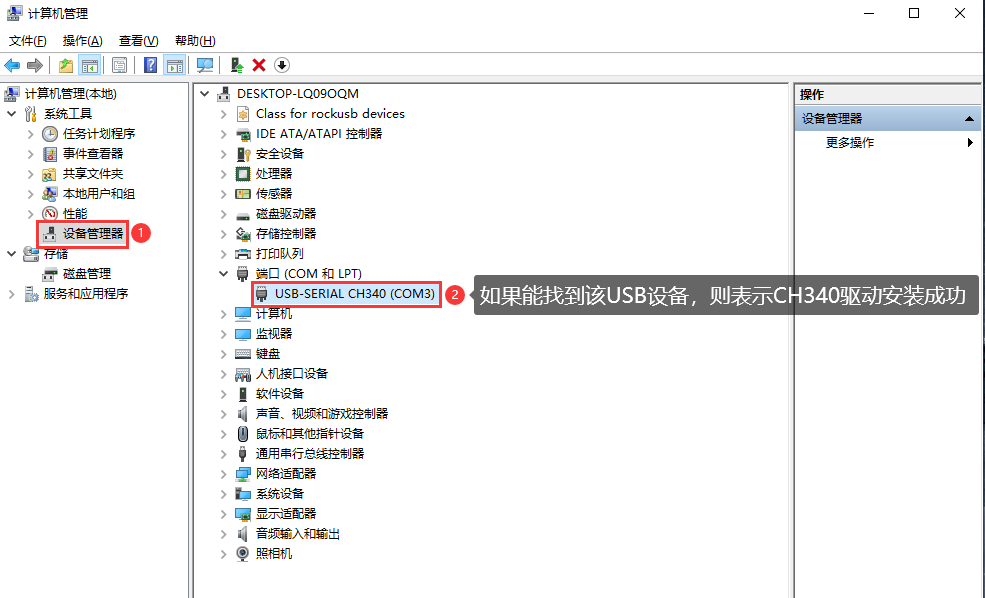 计算机管理
文件(F) 操作(A) 查看(V) 帮助(H)
计算机管理(本地)
系统工具
任务计划程序
事件查看器
共享文件夹
本地用户和组
性能
设备管理器
1
存储
磁盘管理
服务和应用程序
DESKTOP-LQ09OQM
Class for rockusb devices
IDE ATA/ATAPI 控制器
安全设备
处理器
传感器
磁盘驱动器
存储控制器
打印队列
端口 (COM 和 LPT)
USB-SERIAL CH340 (COM3)
2 如果能找到该USB设备，则表示CH340驱动安装成功
计算机
监视器
键盘
人机接口设备
软件设备
声音、视频和游戏控制器
鼠标和其他指针设备
通用串行总线控制器
网络适配器
系统设备
显示适配器
音频输入和输出
照相机
操作
设备管理器
更多操作